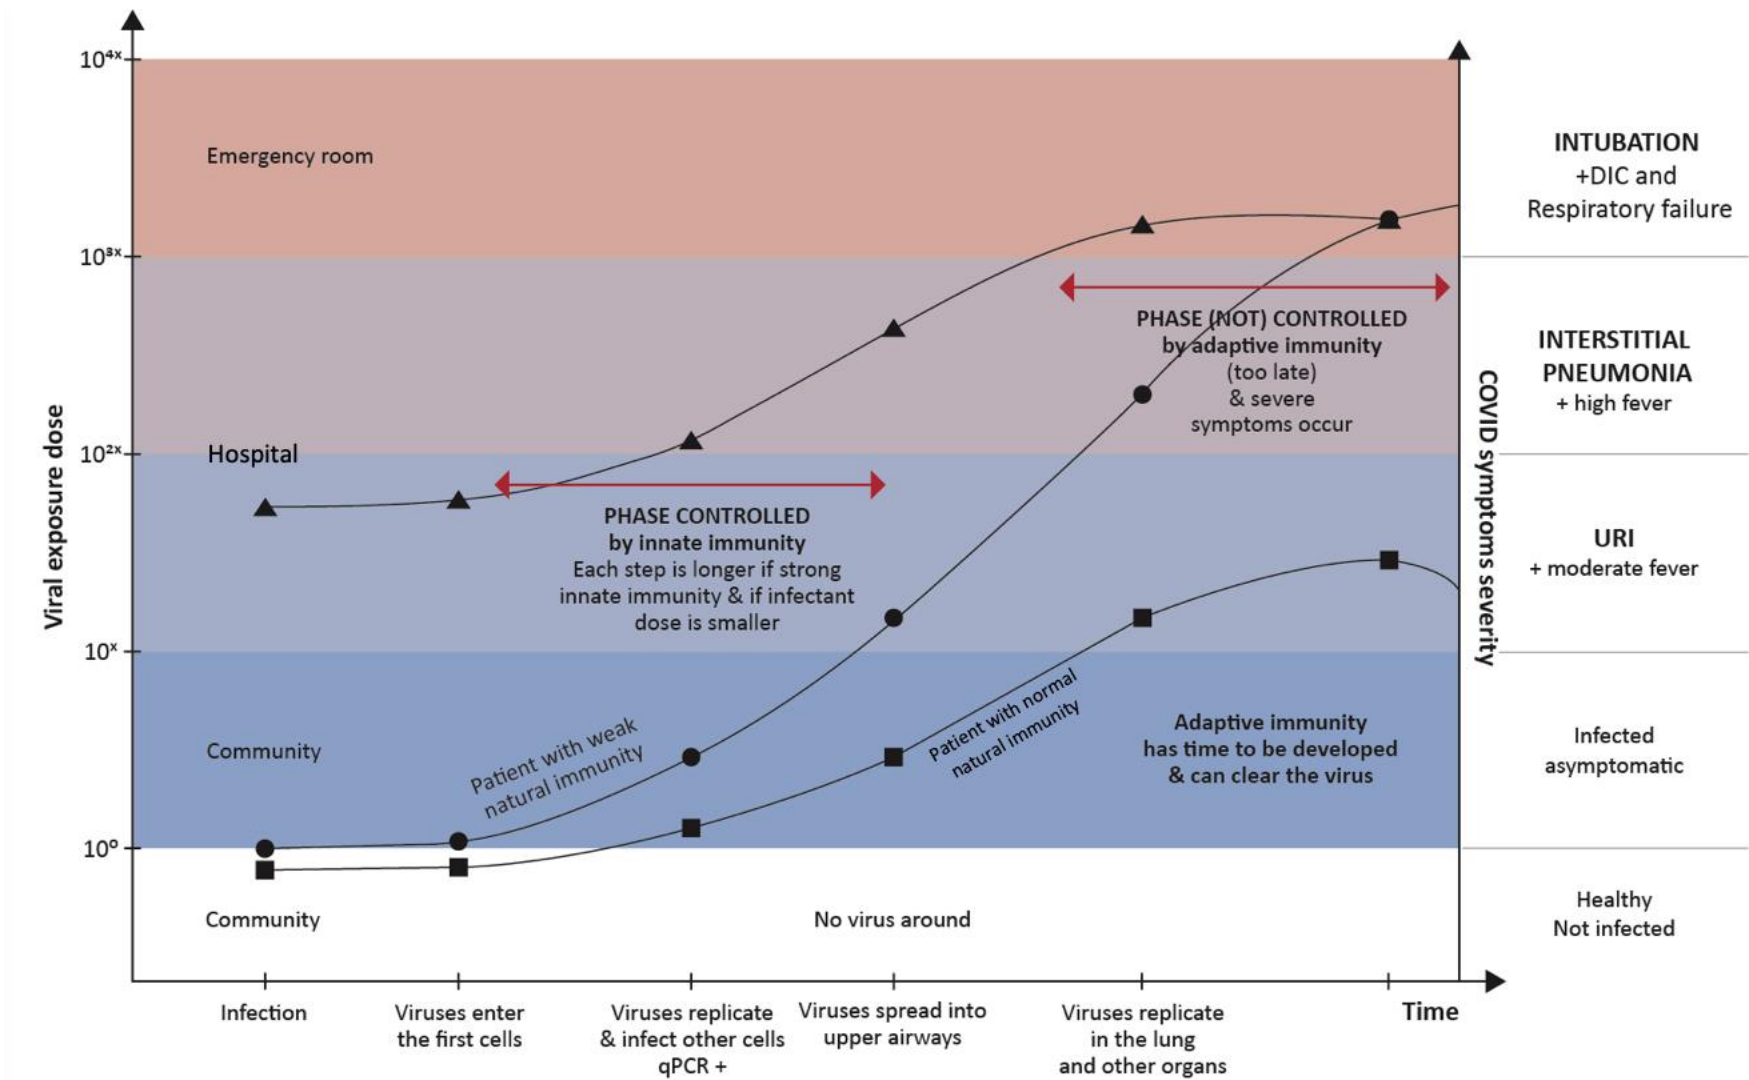 10⁴ˣ
Emergency room
INTUBATION
+DIC and
Respiratory failure
10³ˣ
PHASE (NOT) CONTROLLED
by adaptive immunity
(too late)
& severe
symptoms occur
INTERSTITIAL
PNEUMONIA
+ high fever
Viral exposure dose
COVID symptoms severity
10²ˣ
Hospital
PHASE CONTROLLED
by innate immunity
Each step is longer if strong
innate immunity & if infectant
dose is smaller
URI
+ moderate fever
10ˣ
Community
Patient with weak
natural immunity
Patient with normal
natural immunity
Adaptive immunity
has time to be developed
& can clear the virus
Infected
asymptomatic
10⁰
Community
No virus around
Healthy
Not infected
Infection
Viruses enter
the first cells
Viruses replicate
& infect other cells
qPCR +
Viruses spread into
upper airways
Viruses replicate
in the lung
and other organs
Time